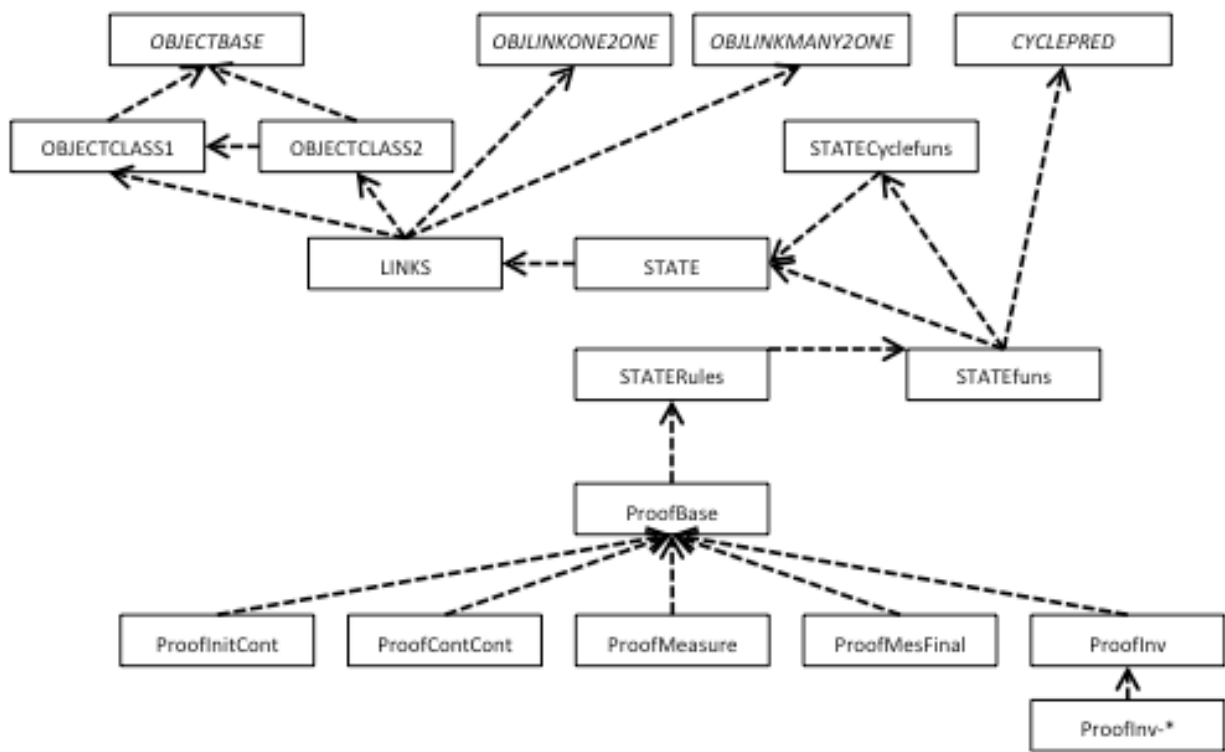 OBJECTBASE
OBJLINKONE2ONE
OBJLINKMANY2ONE
CYCLEPRED
OBJECTCLASS1
OBJECTCLASS2
STATECyclefuns
LINKS
STATE
STATERules
STATEfuns
ProofBase
ProofInitCont
ProofContCont
ProofMeasure
ProofMesFinal
ProofInv
ProofInv-*